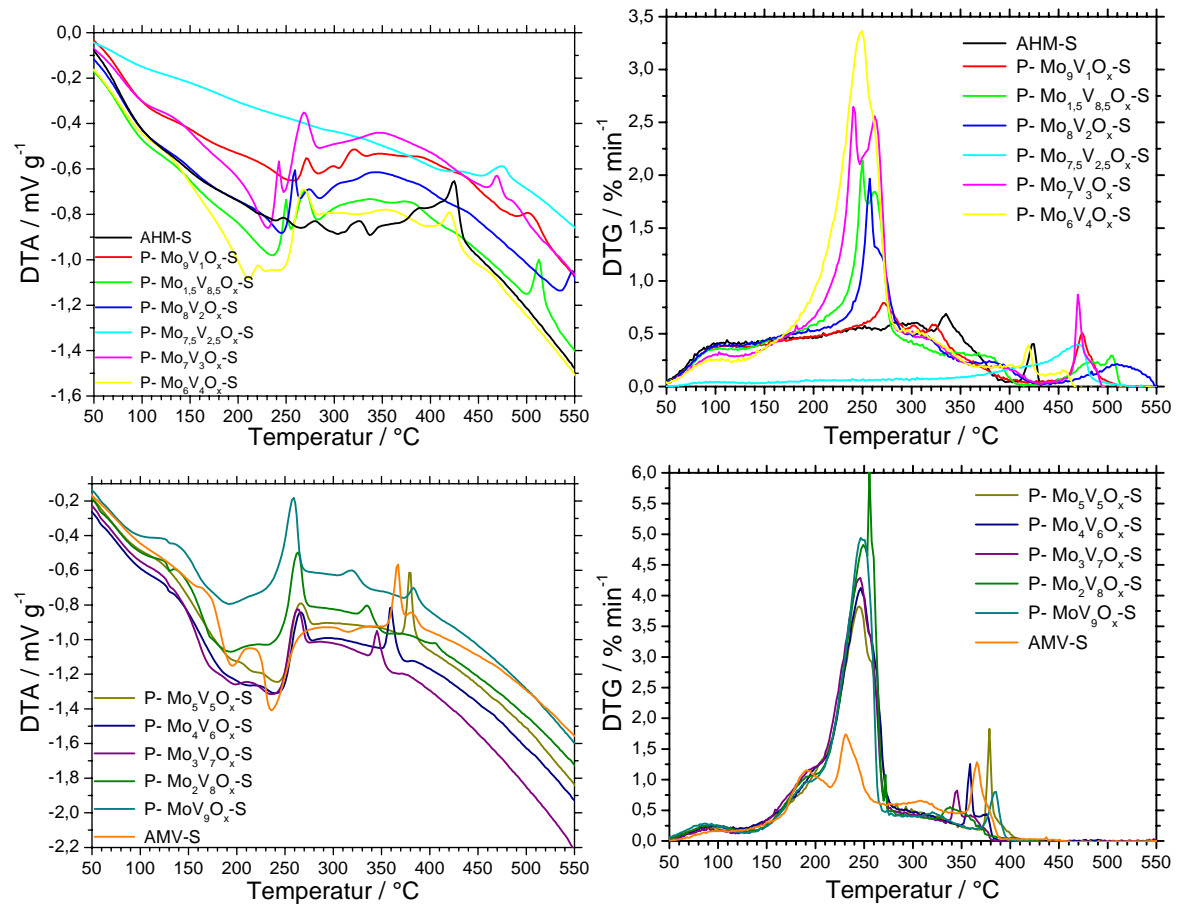 0,0
-0,2
-0,4
-0,6
-0,8
-1,0
-1,2
-1,4
-1,6
DTA / mV g⁻¹
AHM-S
P- Mo₉V₁Oₓ-S
P- Mo₁,₅V₈,₅Oₓ-S
P- Mo₈V₂Oₓ-S
P- Mo₇,₅V₂,₅Oₓ-S
P- Mo₇V₃Oₓ-S
P- Mo₆V₄Oₓ-S
50 100 150 200 250 300 350 400 450 500 550
Temperatur / °C
3,5
3,0
2,5
2,0
1,5
1,0
0,5
0,0
DTG / % min⁻¹
AHM-S
P- Mo₉V₁Oₓ-S
P- Mo₁,₅V₈,₅Oₓ-S
P- Mo₈V₂Oₓ-S
P- Mo₇,₅V₂,₅Oₓ-S
P- Mo₇V₃Oₓ-S
P- Mo₆V₄Oₓ-S
50 100 150 200 250 300 350 400 450 500 550
Temperatur / °C
-0,2
-0,4
-0,6
-0,8
-1,0
-1,2
-1,4
-1,6
-1,8
-2,0
-2,2
DTA / mV g⁻¹
P- Mo₅V₅Oₓ-S
P- Mo₄V₆Oₓ-S
P- Mo₃V₇Oₓ-S
P- Mo₂V₈Oₓ-S
P- MoV₉Oₓ-S
AMV-S
50 100 150 200 250 300 350 400 450 500 550
Temperatur / °C
6,0
5,5
5,0
4,5
4,0
3,5
3,0
2,5
2,0
1,5
1,0
0,5
0,0
DTG / % min⁻¹
P- Mo₅V₅Oₓ-S
P- Mo₄V₆Oₓ-S
P- Mo₃V₇Oₓ-S
P- Mo₂V₈Oₓ-S
P- MoV₉Oₓ-S
AMV-S
50 100 150 200 250 300 350 400 450 500 550
Temperatur / °C